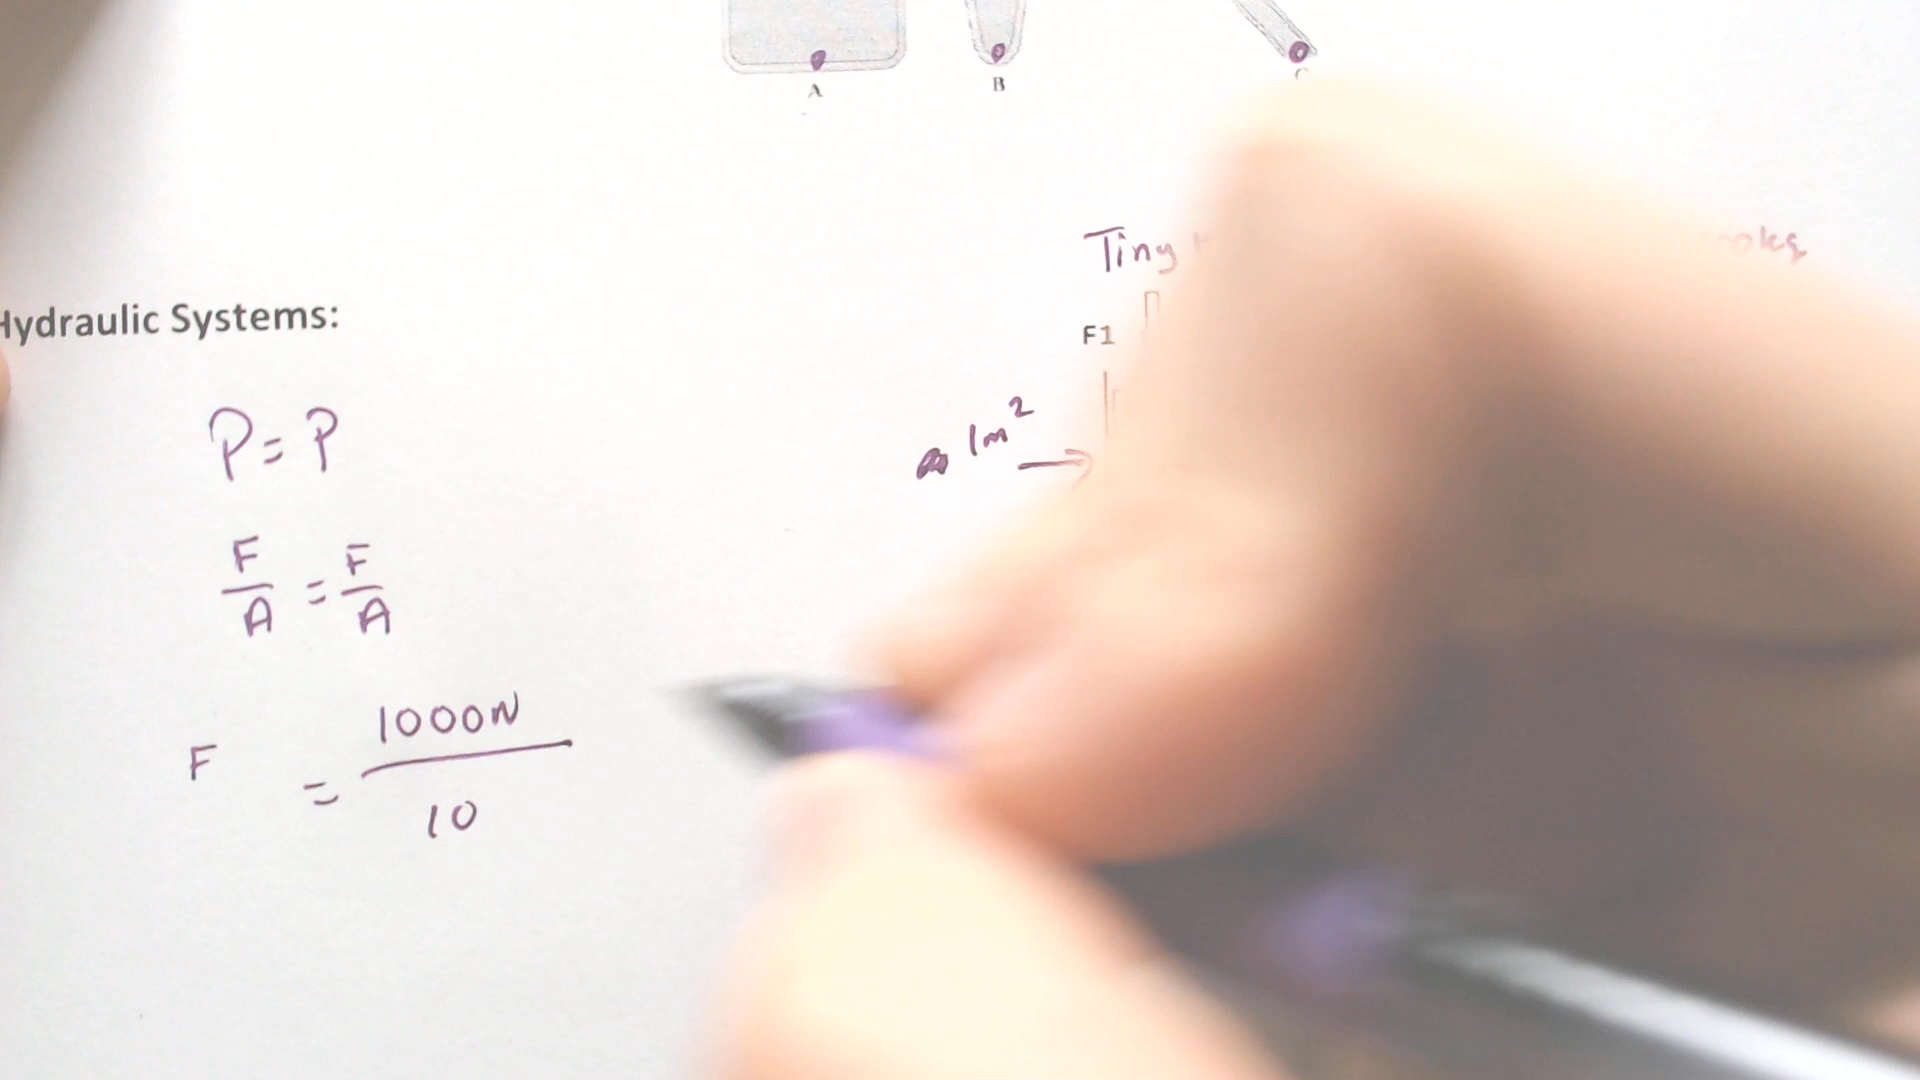 A B
Tiny
Hydraulic Systems:
F1
P = P
1m²
F/A = F/A
F = 1000N/10